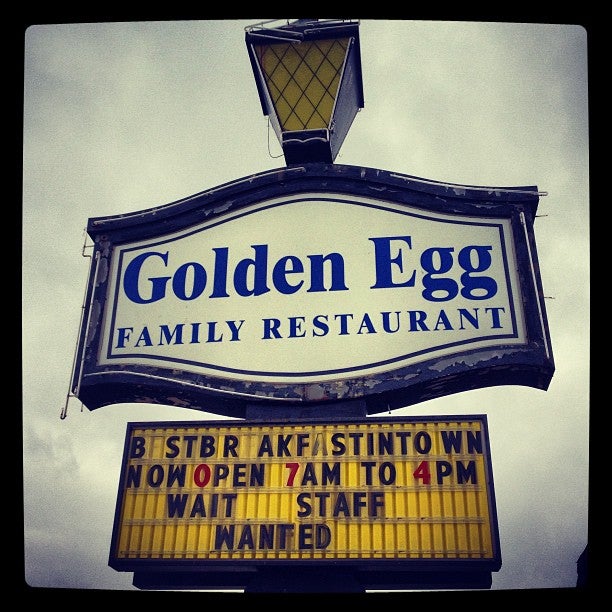 Golden Egg
FAMILY RESTAURANT
B STBR AKFASTINTOWN
NOWOPEN 7AM TO 4PM
WAIT STAFF
WANTED